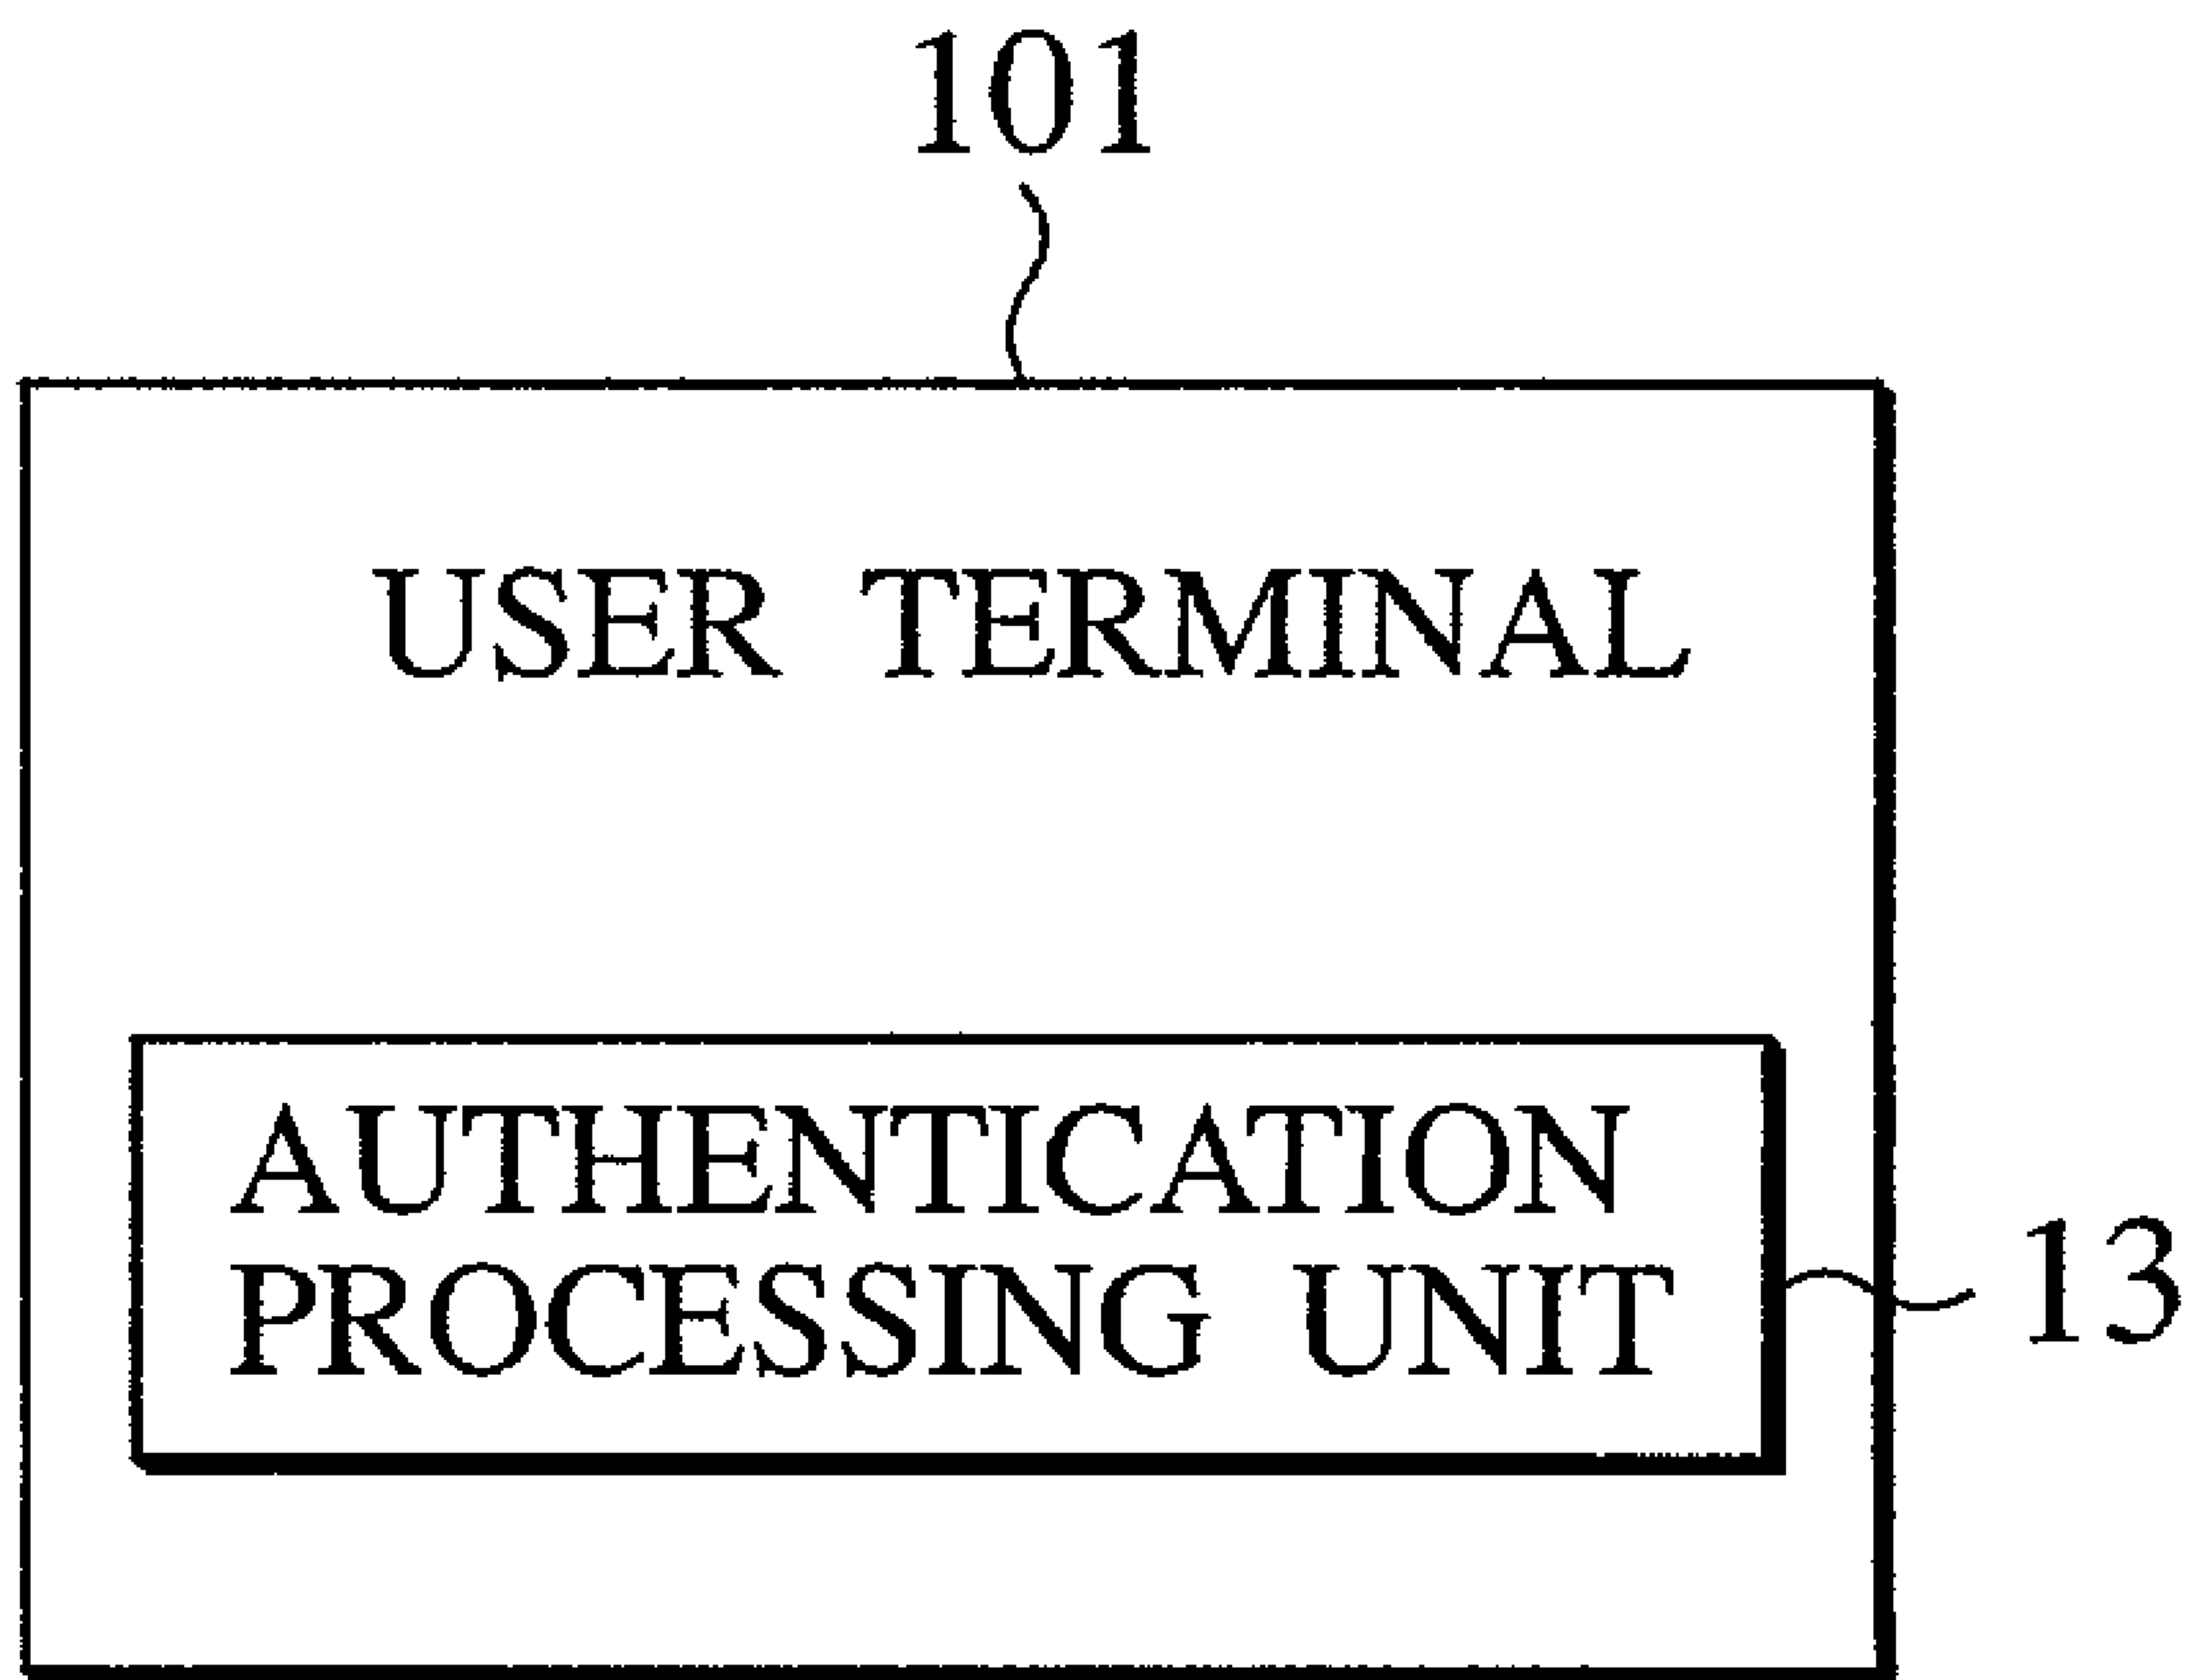 101
USER TERMINAL
AUTHENTICATION
PROCESSING UNIT
13